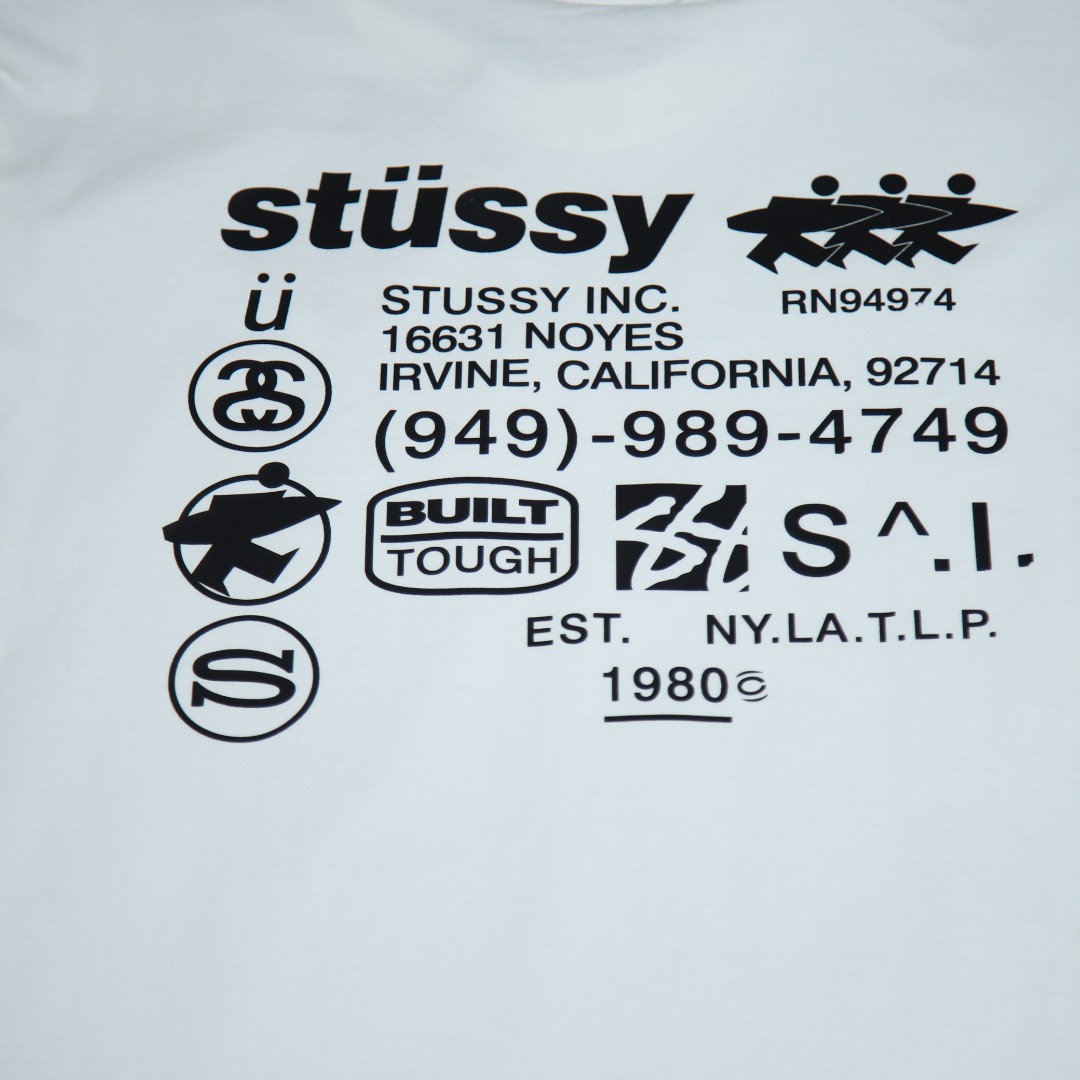 stüssy
ü
STUSSY INC.
RN94974
16631 NOYES
IRVINE, CALIFORNIA, 92714
(949)-989-4749
BUILT
TOUGH
S ^.I.
EST. NY.LA.T.L.P.
S
1980